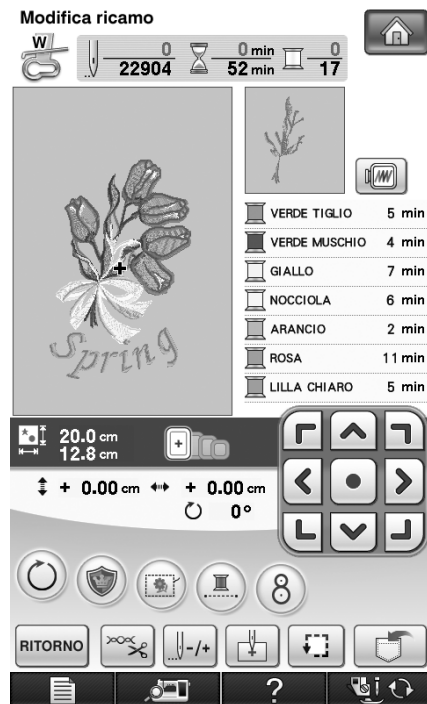 Modifica ricamo
W
0 0 min 0
22904 52 min 17
VERDE TIGLIO 5 min
VERDE MUSCHIO 4 min
GIALLO 7 min
NOCCIOLA 6 min
ARANCIO 2 min
ROSA 11 min
LILLA CHIARO 5 min
Spring
20.0 cm
12.8 cm
+ 0.00 cm + 0.00 cm
0°
8
RITORNO -/+
?